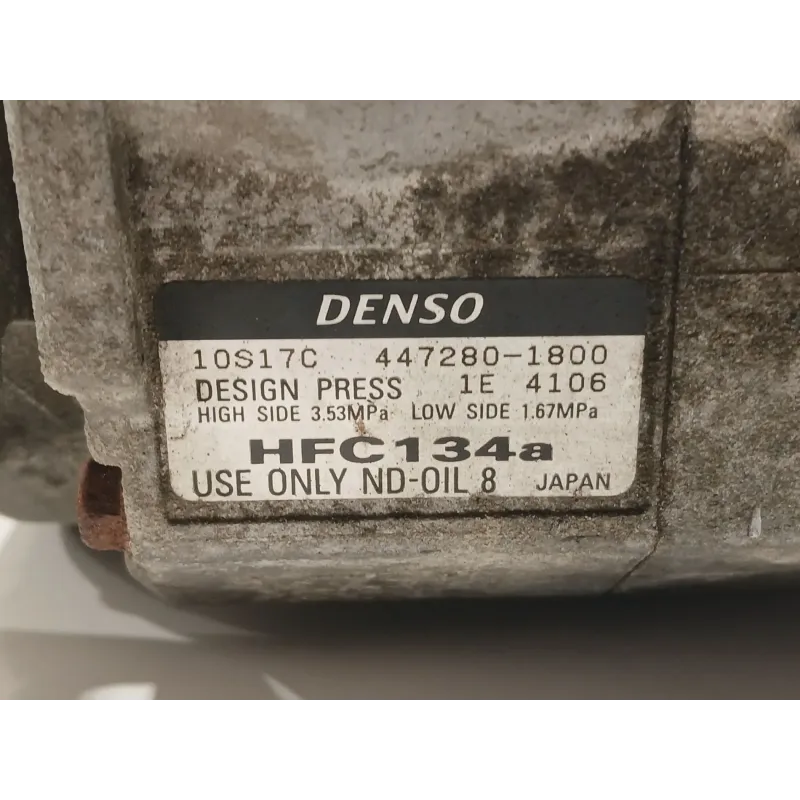 DENSO
10S17C 447280-1800
DESIGN PRESS 1E 4106
HIGH SIDE 3.53MPa LOW SIDE 1.67MPa
HFC134a
USE ONLY ND-OIL 8 JAPAN